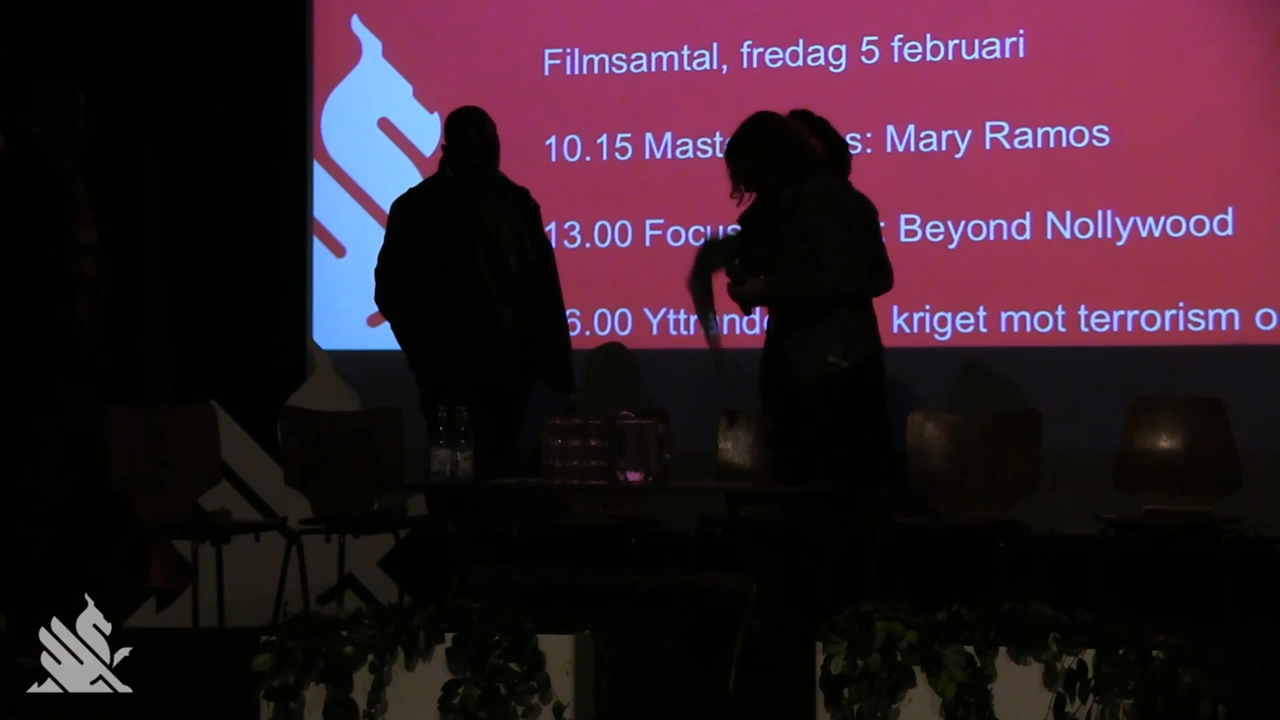 Filmsamtal, fredag 5 februari
10.15 Mast s: Mary Ramos
13.00 Focus : Beyond Nollywood
6.00 Yttrande kriget mot terrorism o